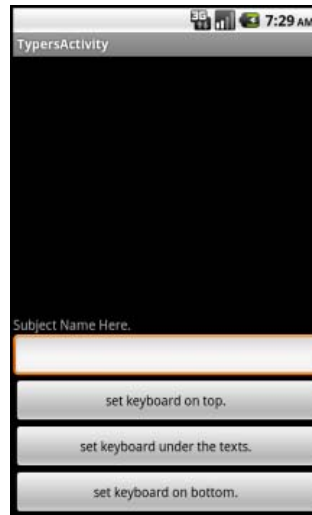 3G 7:29 AM
TypersActivity
Subject Name Here.
set keyboard on top.
set keyboard under the texts.
set keyboard on bottom.